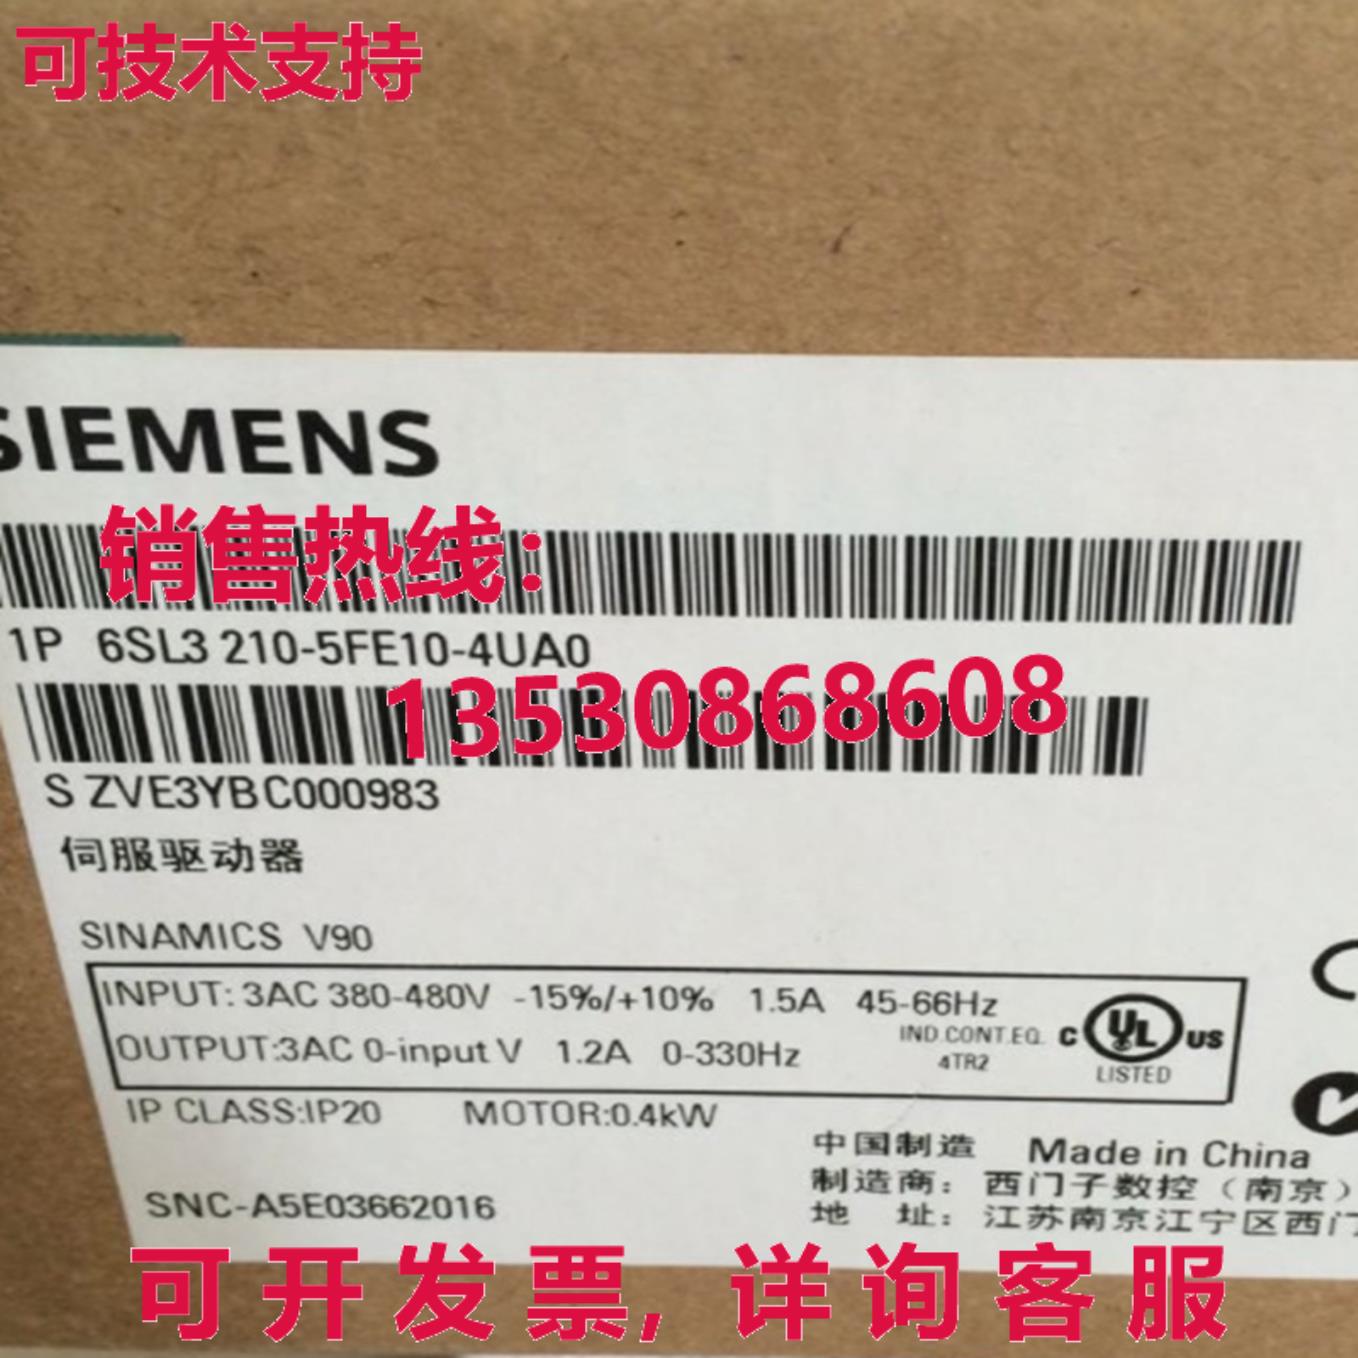 可技术支持
SIEMENS
销售热线:
1P 6SL3 210-5FE10-4UA0
13530868608
S ZVE3YBC000983
伺服驱动器
SINAMICS V90
INPUT: 3AC 380-480V -15%/+10% 1.5A 45-66Hz
OUTPUT:3AC 0-input V 1.2A 0-330Hz
IND.CONT.EQ.
4TR2
C UL US
LISTED
IP CLASS:IP20 MOTOR:0.4kW
中国制造 Made in China
制造商: 西门子数控(南京)
SNC-A5E03662016
地 址: 江苏南京江宁区西门
可开发票, 详询客服